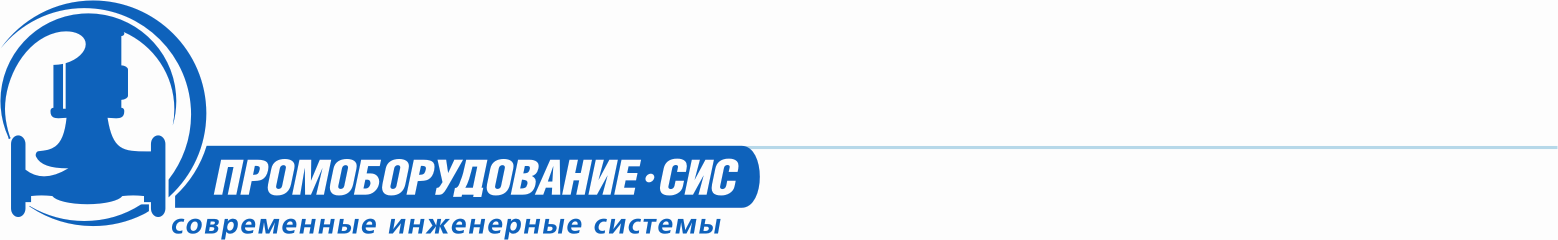 ПРОМОБОРУДОВАНИЕ·СИС
современные инженерные системы